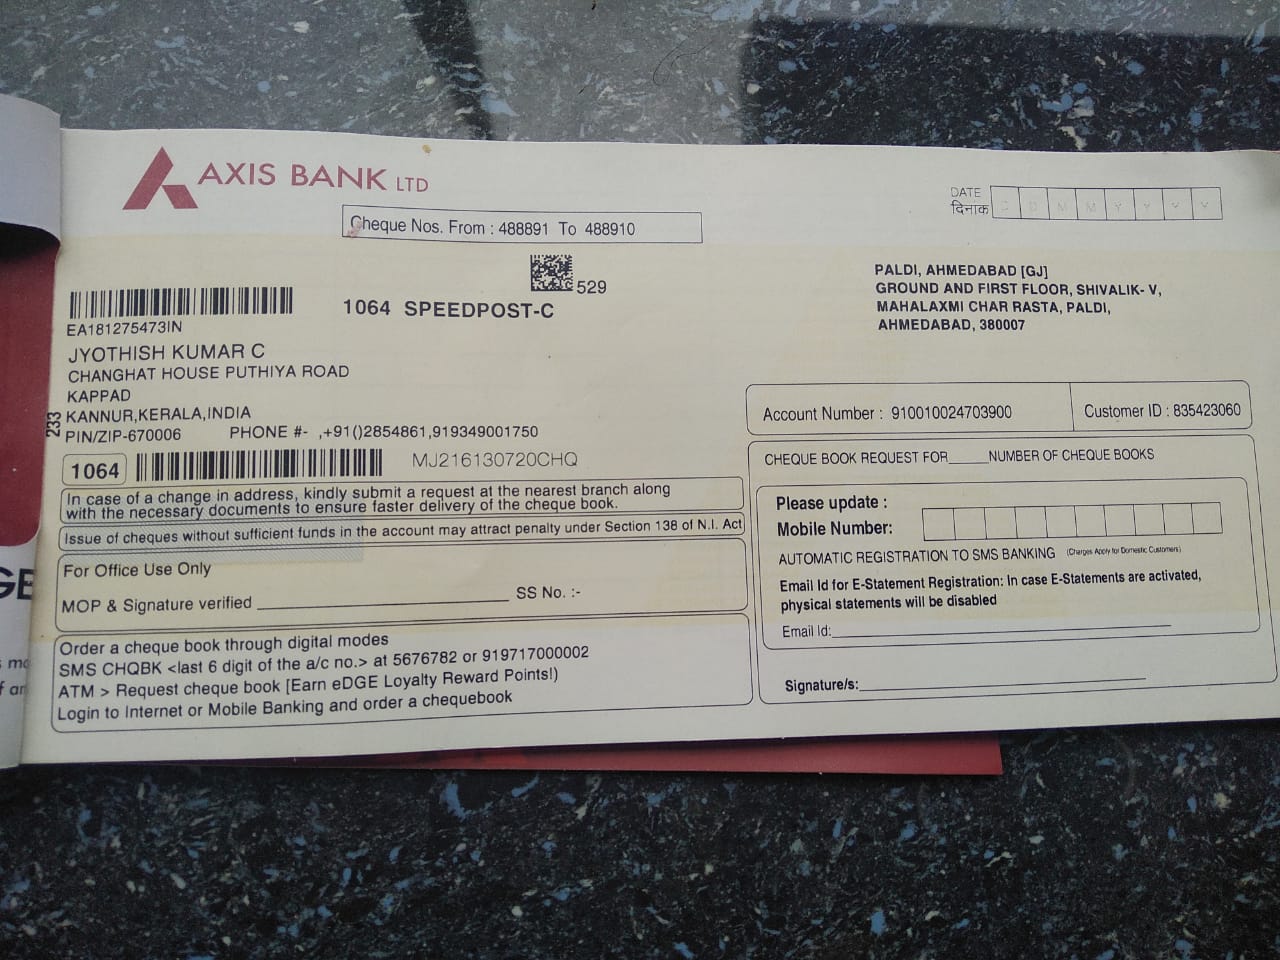 AXIS BANK LTD
Cheque Nos. From : 488891 To 488910
DATE
दिनांक
D D M M Y Y Y Y
529
1064 SPEEDPOST-C
EA181275473IN
JYOTHISH KUMAR C
CHANGHAT HOUSE PUTHIYA ROAD
KAPPAD
KANNUR,KERALA,INDIA
PIN/ZIP-670006 PHONE #- ,+91()2854861,919349001750
233
1064 MJ216130720CHQ
In case of a change in address, kindly submit a request at the nearest branch along
with the necessary documents to ensure faster delivery of the cheque book.
Issue of cheques without sufficient funds in the account may attract penalty under Section 138 of N.I. Act
For Office Use Only
MOP & Signature verified SS No. :-
Order a cheque book through digital modes
SMS CHQBK <last 6 digit of the a/c no.> at 5676782 or 919717000002
ATM > Request cheque book [Earn eDGE Loyalty Reward Points!)
Login to Internet or Mobile Banking and order a chequebook
PALDI, AHMEDABAD [GJ]
GROUND AND FIRST FLOOR, SHIVALIK- V,
MAHALAXMI CHAR RASTA, PALDI,
AHMEDABAD, 380007
Account Number : 910010024703900 Customer ID : 835423060
CHEQUE BOOK REQUEST FOR_____NUMBER OF CHEQUE BOOKS
Please update :
Mobile Number:
AUTOMATIC REGISTRATION TO SMS BANKING (Charges Apply for Domestic Customers)
Email Id for E-Statement Registration: In case E-Statements are activated,
physical statements will be disabled
Email Id:
Signature/s: